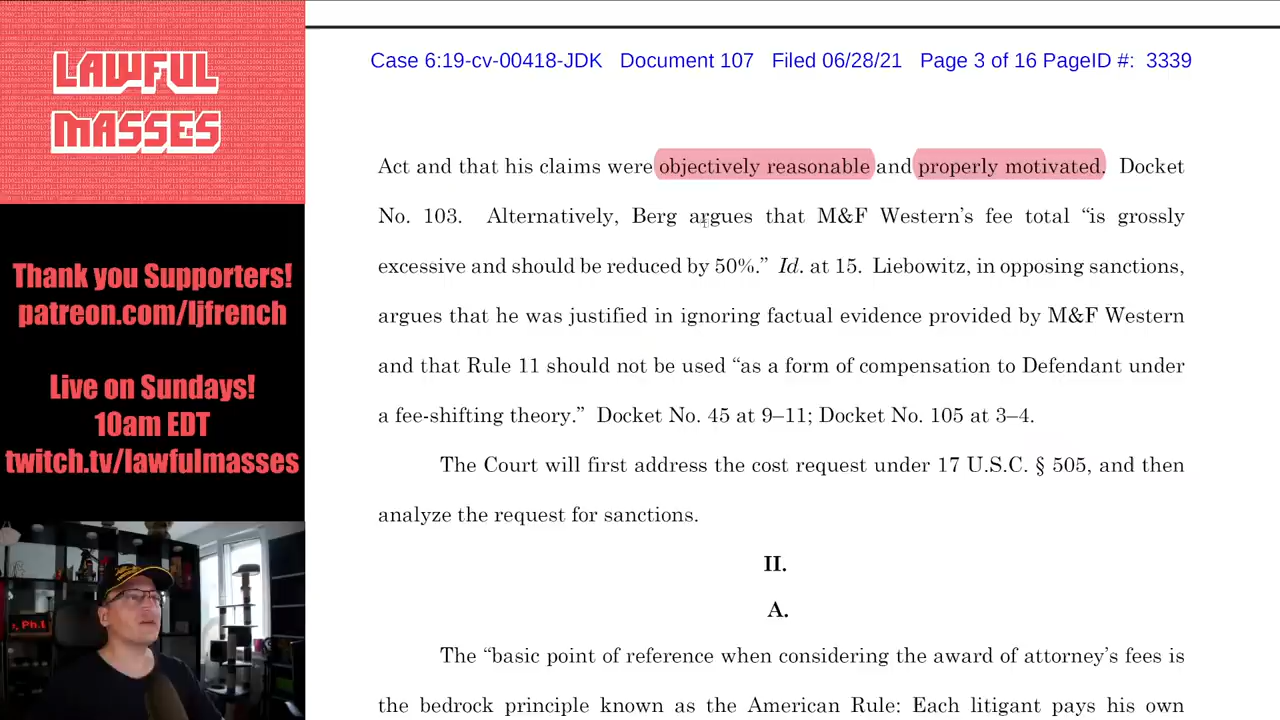 LAWFUL
MASSES
Thank you Supporters!
patreon.com/ljfrench
Live on Sundays!
10am EDT
twitch.tv/lawfulmasses
, Ph.D
Case 6:19-cv-00418-JDK Document 107 Filed 06/28/21 Page 3 of 16 PageID #: 3339
Act and that his claims were objectively reasonable and properly motivated. Docket
No. 103. Alternatively, Berg argues that M&F Western’s fee total “is grossly
excessive and should be reduced by 50%.” Id. at 15. Liebowitz, in opposing sanctions,
argues that he was justified in ignoring factual evidence provided by M&F Western
and that Rule 11 should not be used “as a form of compensation to Defendant under
a fee-shifting theory.” Docket No. 45 at 9–11; Docket No. 105 at 3–4.
The Court will first address the cost request under 17 U.S.C. § 505, and then
analyze the request for sanctions.
II.
A.
The “basic point of reference when considering the award of attorney’s fees is
the bedrock principle known as the American Rule: Each litigant pays his own